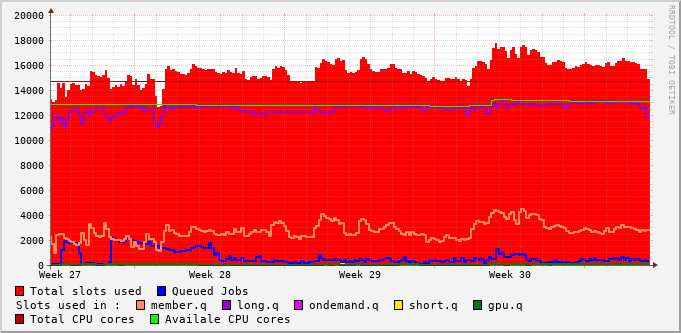 20000
18000
16000
14000
12000
10000
8000
6000
4000
2000
0
Week 27 Week 28 Week 29 Week 30
Total slots used Queued Jobs
Slots used in : member.q long.q ondemand.q short.q gpu.q
Total CPU cores Availale CPU cores
RRDTOOL / TOBI OETIKER